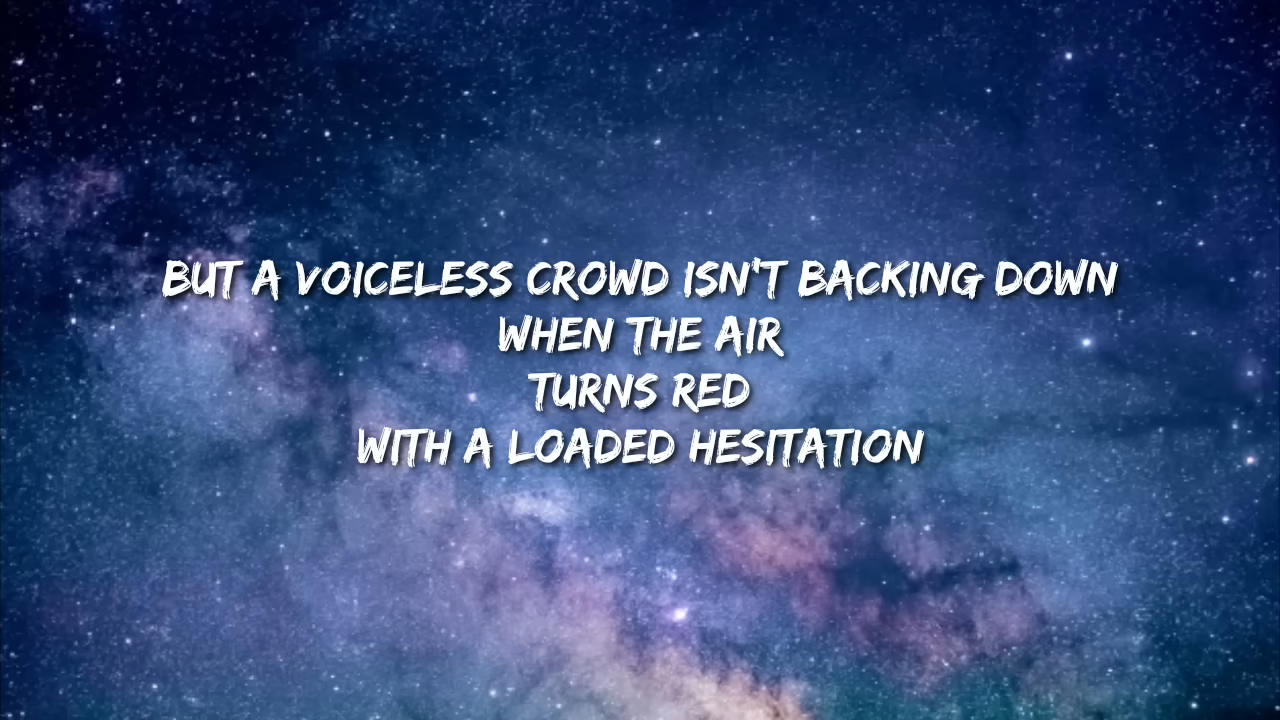 BUT A VOICELESS CROWD ISN'T BACKING DOWN
WHEN THE AIR
TURNS RED
WITH A LOADED HESITATION